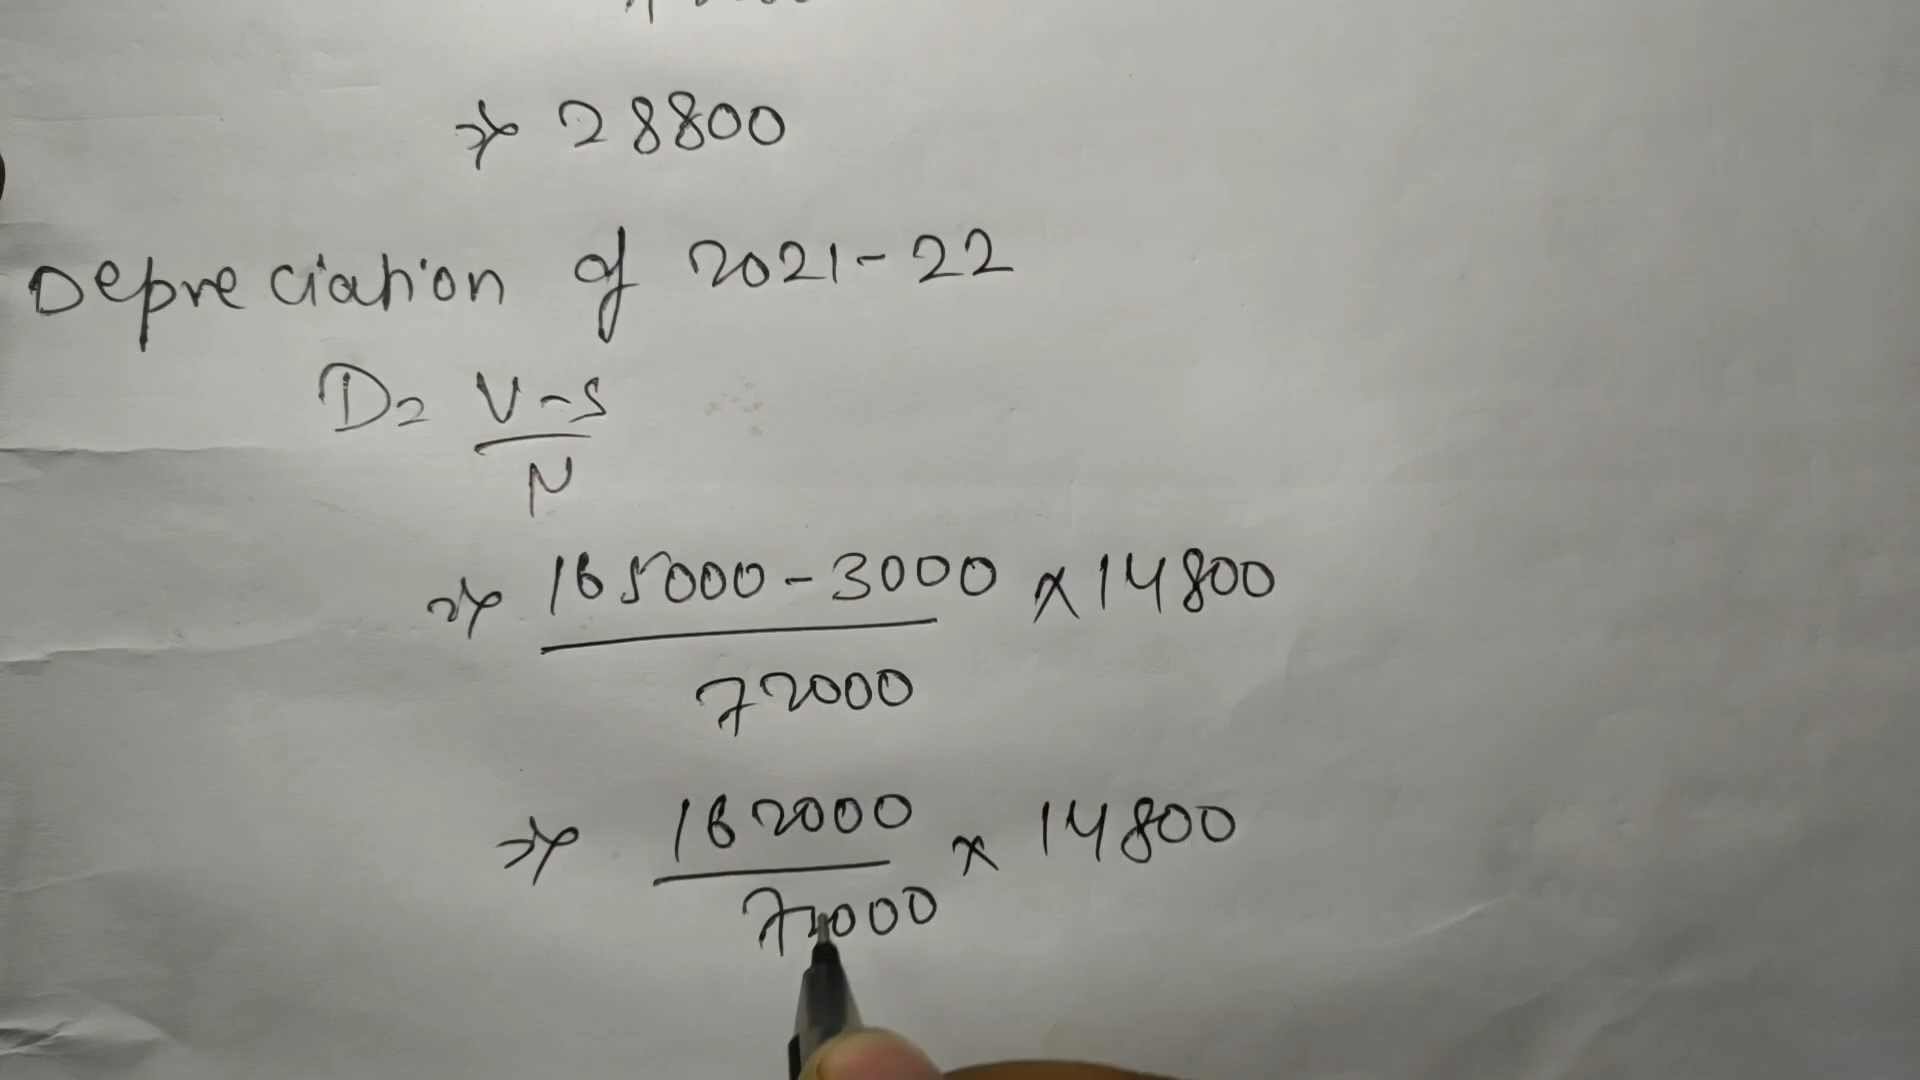 ⇒ 28800
Depreciation of 2021-22
D = V-S
N
⇒ 165000-3000 × 14800
72000
⇒ 162000 × 14800
72000